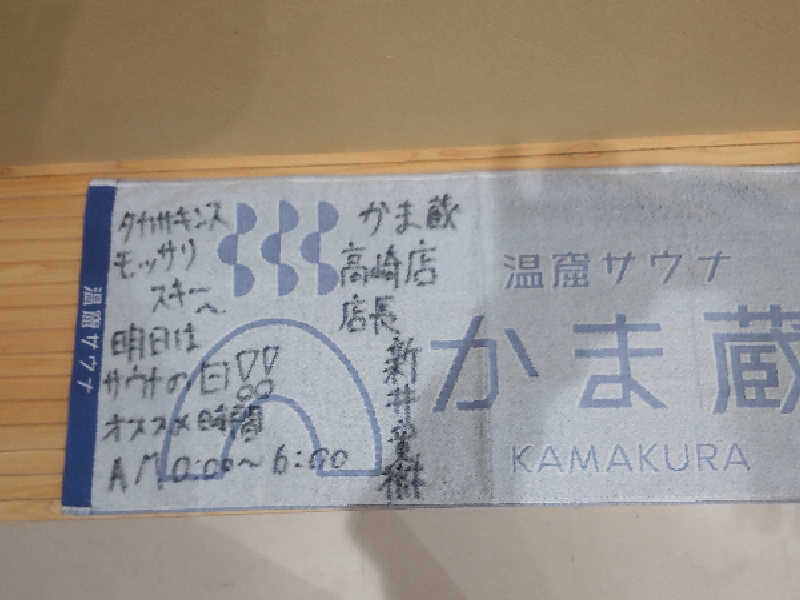 タカサキンス
モッサリ
スキーへ
明日は
サウナの日!!
オススメ時間
AM0:00〜6:00
かま蔵
高崎店
店長
新井
樹
温窟サウナ
かま蔵
KAMAKURA
温窟サウナ